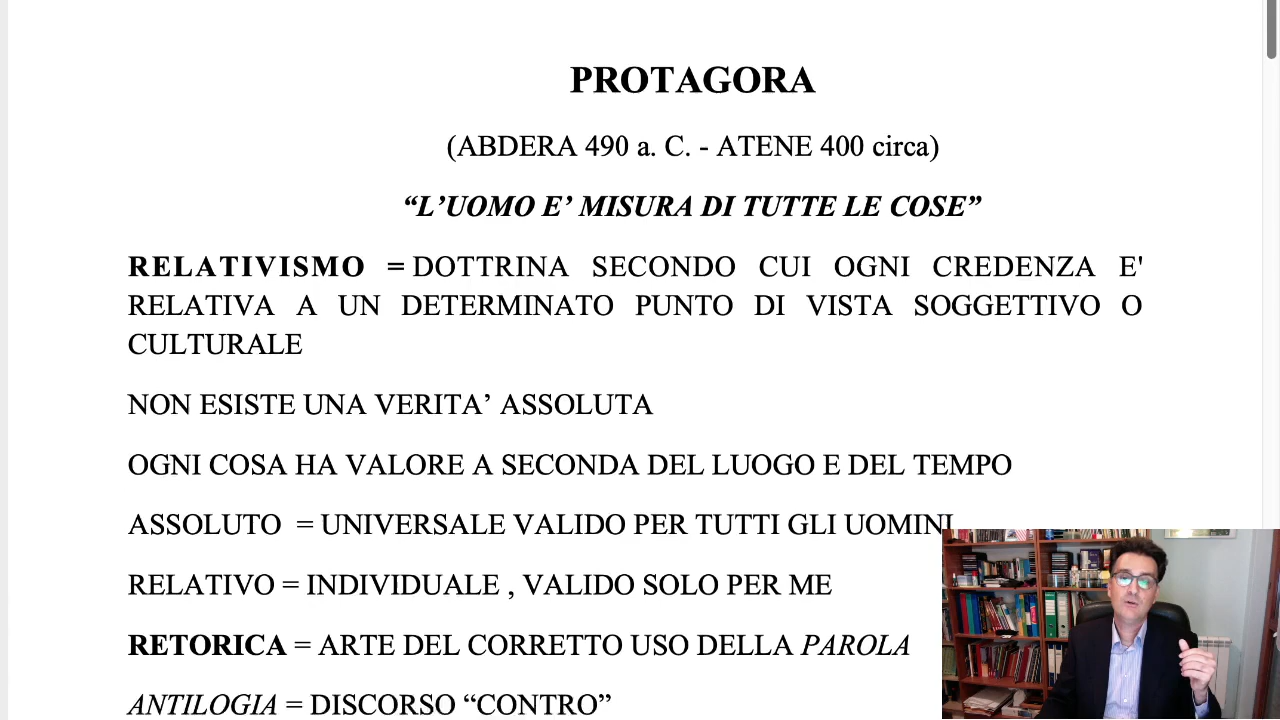 PROTAGORA
(ABDERA 490 a. C. - ATENE 400 circa)
“L’UOMO E’ MISURA DI TUTTE LE COSE”
RELATIVISMO = DOTTRINA SECONDO CUI OGNI CREDENZA E'
RELATIVA A UN DETERMINATO PUNTO DI VISTA SOGGETTIVO O
CULTURALE
NON ESISTE UNA VERITA’ ASSOLUTA
OGNI COSA HA VALORE A SECONDA DEL LUOGO E DEL TEMPO
ASSOLUTO = UNIVERSALE VALIDO PER TUTTI GLI UOMINI
RELATIVO = INDIVIDUALE , VALIDO SOLO PER ME
RETORICA = ARTE DEL CORRETTO USO DELLA PAROLA
ANTILOGIA = DISCORSO “CONTRO”